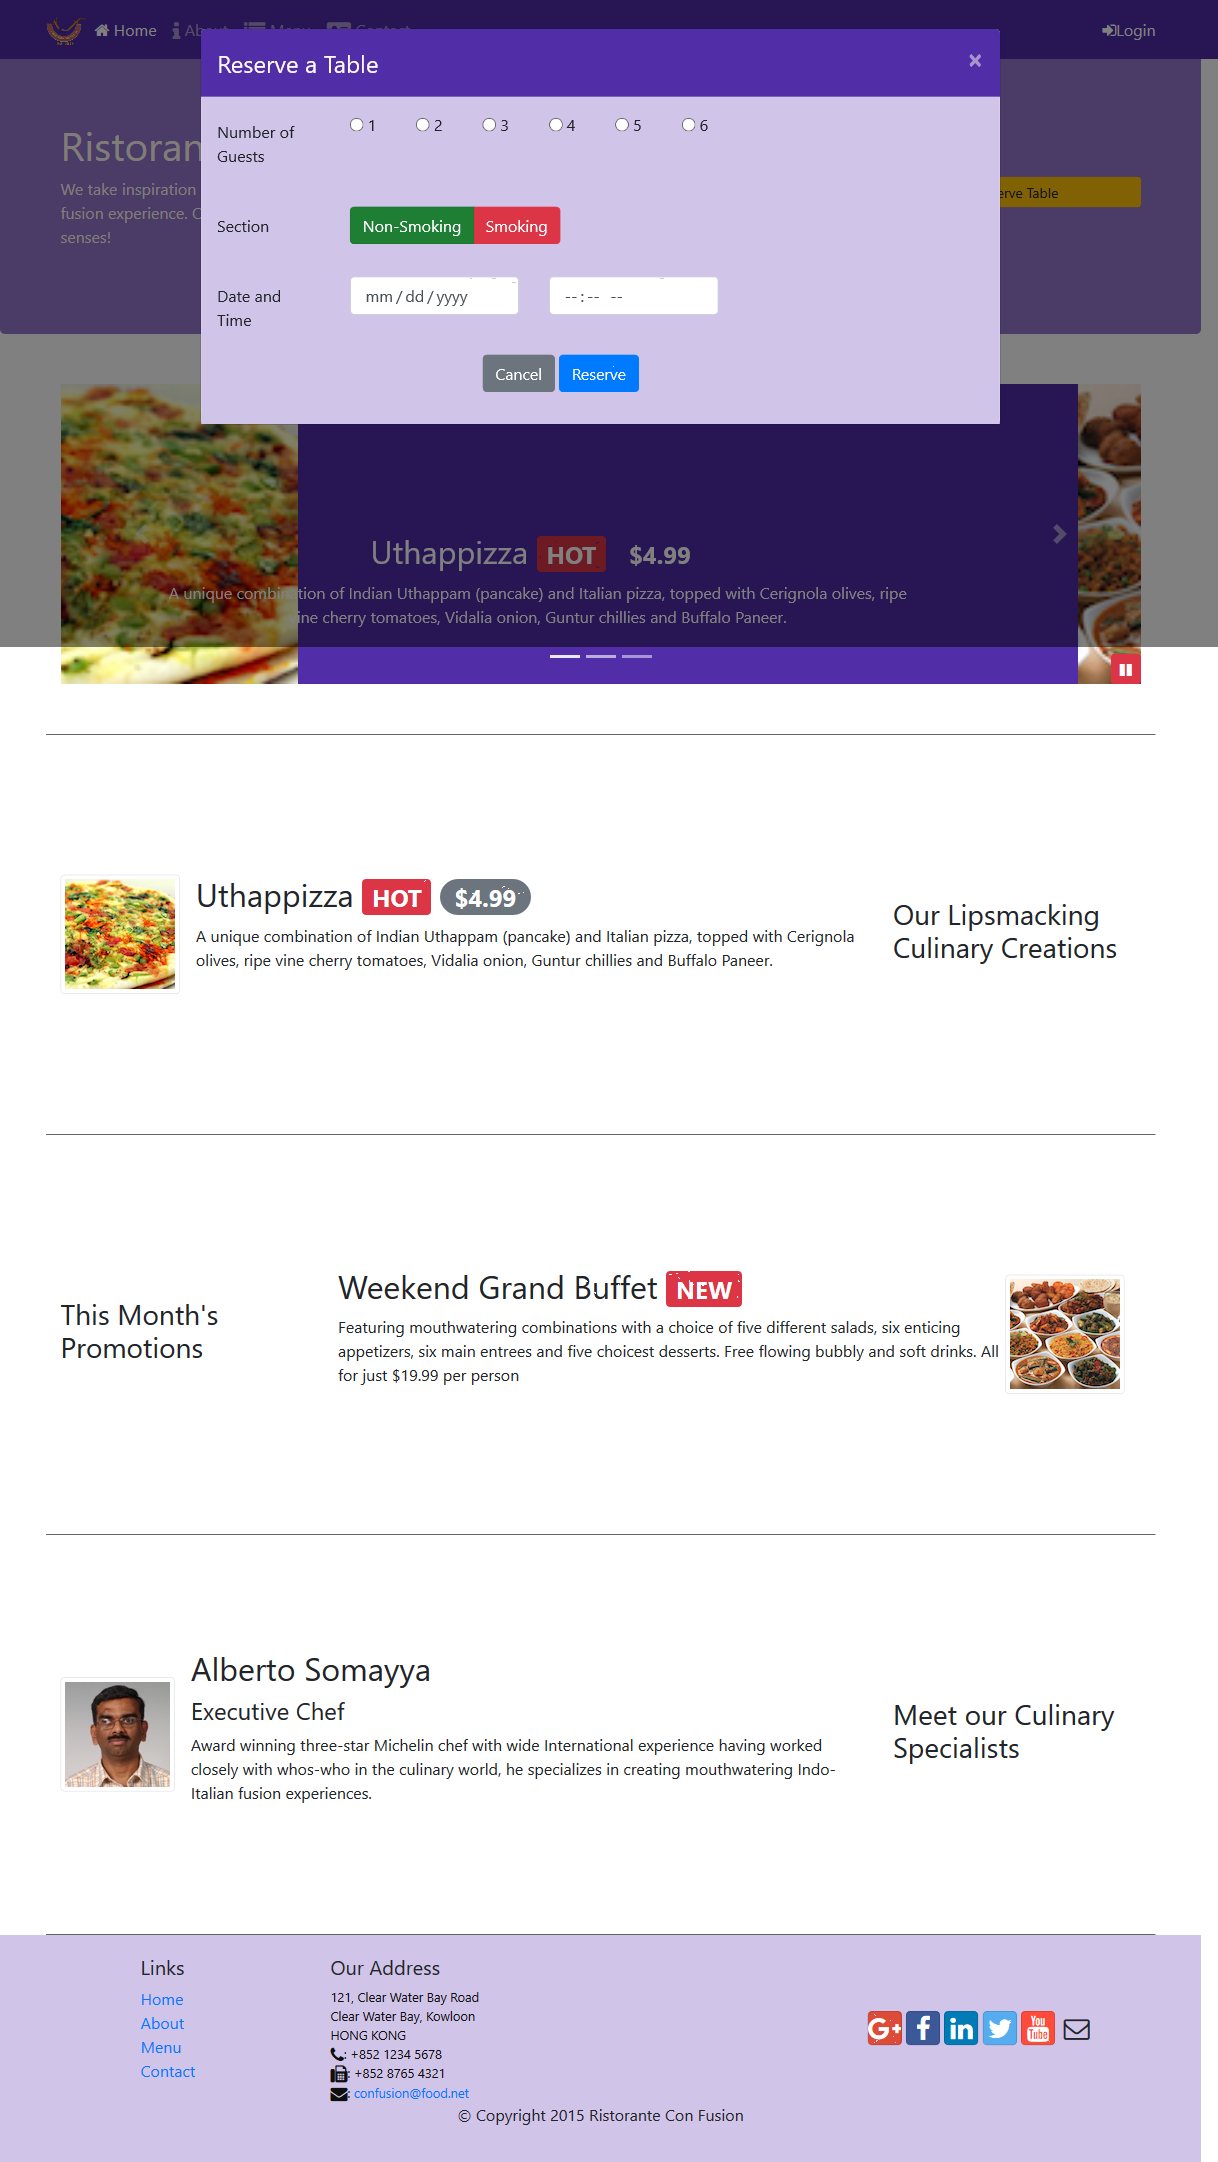 Home About Menu Contact Login
Reserve a Table ×
Number of Guests
1 2 3 4 5 6
Section
Non-Smoking Smoking
Date and Time
mm/dd/yyyy --:-- --
Cancel Reserve
Ristoran
We take inspiration
fusion experience.
senses!
erve Table
Uthappizza HOT $4.99
A unique combination of Indian Uthappam (pancake) and Italian pizza, topped with Cerignola olives, ripe
vine cherry tomatoes, Vidalia onion, Guntur chillies and Buffalo Paneer.
Uthappizza HOT $4.99
A unique combination of Indian Uthappam (pancake) and Italian pizza, topped with Cerignola
olives, ripe vine cherry tomatoes, Vidalia onion, Guntur chillies and Buffalo Paneer.
Our Lipsmacking
Culinary Creations
This Month's
Promotions
Weekend Grand Buffet NEW
Featuring mouthwatering combinations with a choice of five different salads, six enticing
appetizers, six main entrees and five choicest desserts. Free flowing bubbly and soft drinks. All
for just $19.99 per person
Alberto Somayya
Executive Chef
Award winning three-star Michelin chef with wide International experience having worked
closely with whos-who in the culinary world, he specializes in creating mouthwatering Indo-
Italian fusion experiences.
Meet our Culinary
Specialists
Links
Home
About
Menu
Contact
Our Address
121, Clear Water Bay Road
Clear Water Bay, Kowloon
HONG KONG
: +852 1234 5678
: +852 8765 4321
: confusion@food.net
G+ f in You Tube
© Copyright 2015 Ristorante Con Fusion